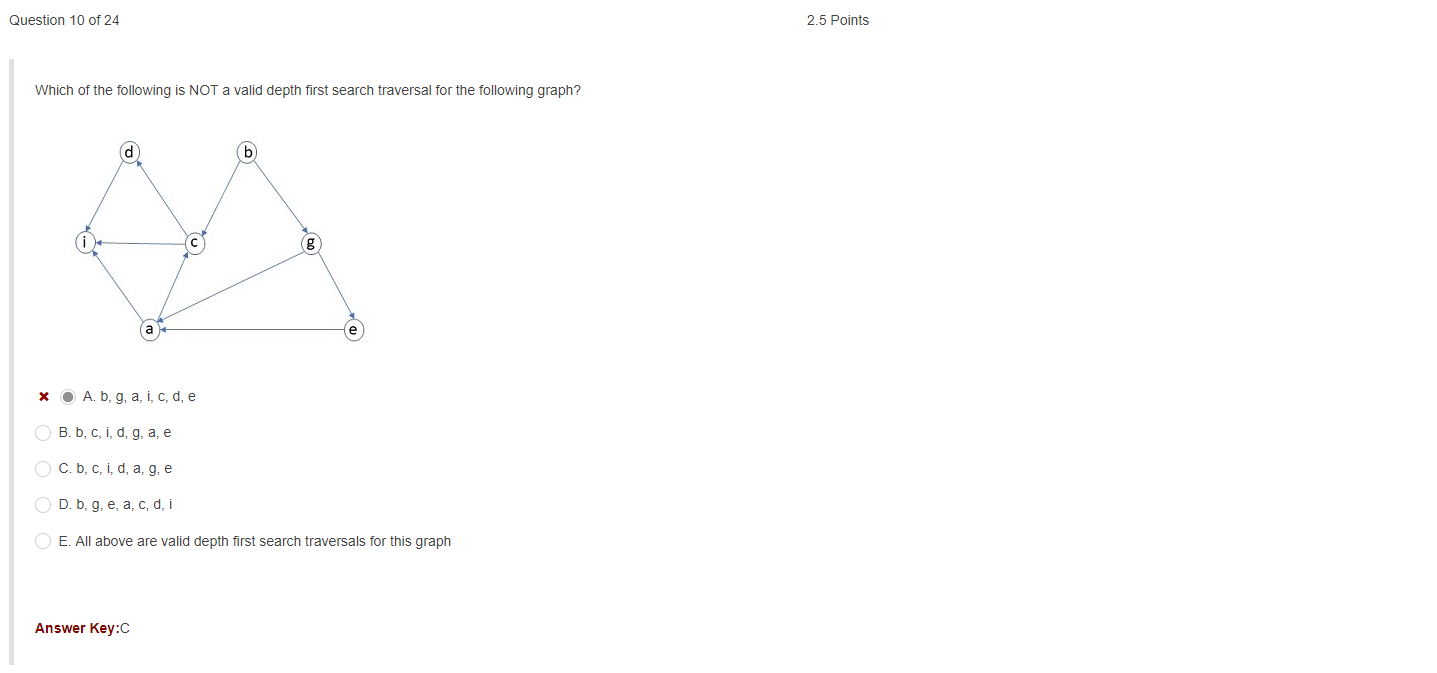 Question 10 of 24
2.5 Points
Which of the following is NOT a valid depth first search traversal for the following graph?
d
b
i
c
g
a
e
A. b, g, a, i, c, d, e
B. b, c, i, d, g, a, e
C. b, c, i, d, a, g, e
D. b, g, e, a, c, d, i
E. All above are valid depth first search traversals for this graph
Answer Key:C